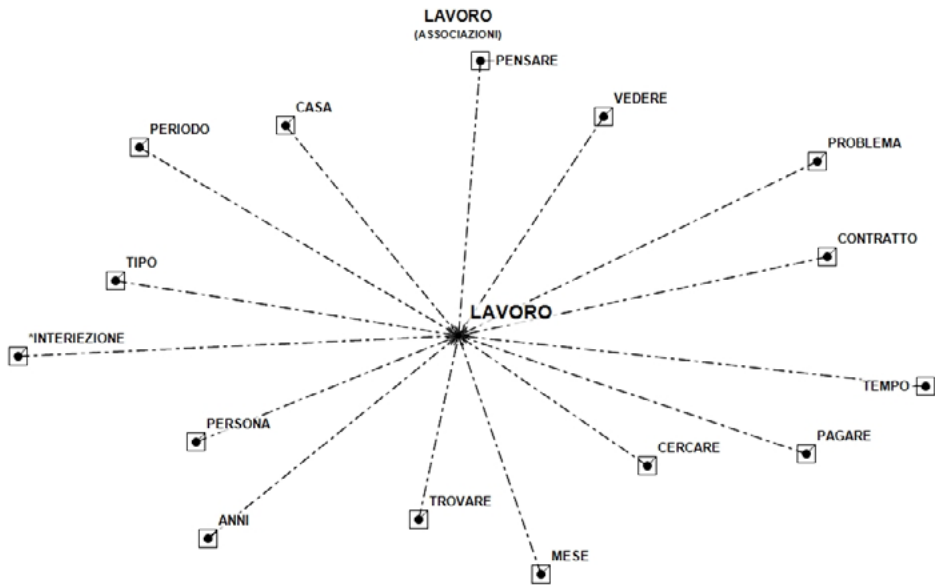 LAVORO
(ASSOCIAZIONI)
PENSARE
VEDERE
CASA
PERIODO
PROBLEMA
CONTRATTO
TIPO
LAVORO
*INTERIEZIONE
TEMPO
PERSONA
CERCARE
PAGARE
TROVARE
ANNI
MESE